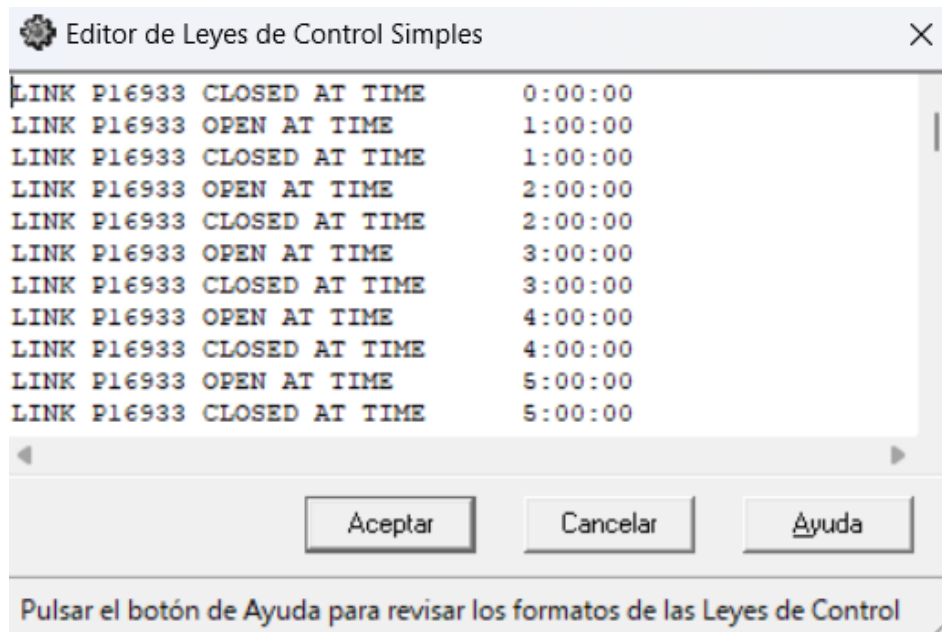 Editor de Leyes de Control Simples
LINK P16933 CLOSED AT TIME 0:00:00
LINK P16933 OPEN AT TIME 1:00:00
LINK P16933 CLOSED AT TIME 1:00:00
LINK P16933 OPEN AT TIME 2:00:00
LINK P16933 CLOSED AT TIME 2:00:00
LINK P16933 OPEN AT TIME 3:00:00
LINK P16933 CLOSED AT TIME 3:00:00
LINK P16933 OPEN AT TIME 4:00:00
LINK P16933 CLOSED AT TIME 4:00:00
LINK P16933 OPEN AT TIME 5:00:00
LINK P16933 CLOSED AT TIME 5:00:00
Aceptar Cancelar Ayuda
Pulsar el botón de Ayuda para revisar los formatos de las Leyes de Control